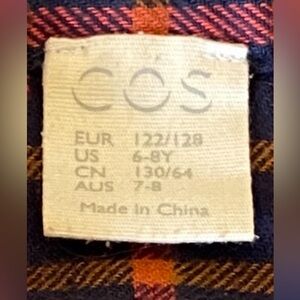 COS
EUR 122/128
US 6-8Y
CN 130/64
AUS 7-8
Made in China